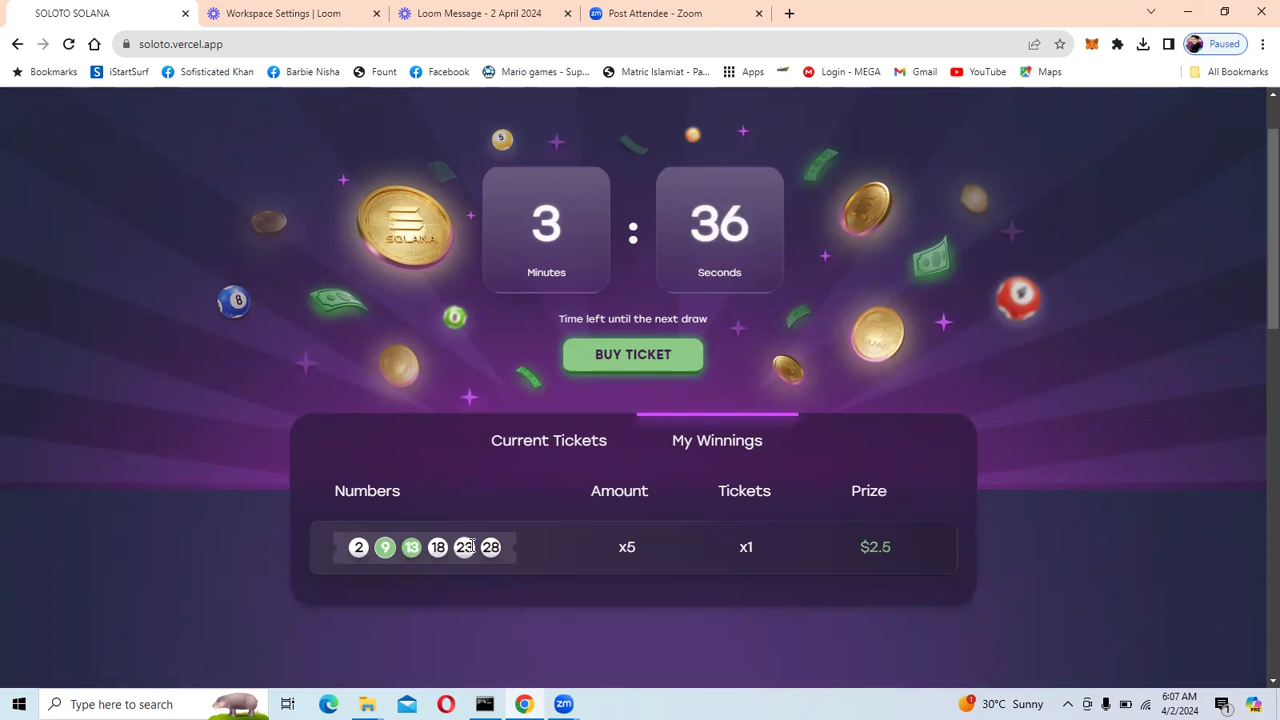 SOLOTO SOLANA
Workspace Settings | Loom
Loom Message - 2 April 2024
Post Attendee - Zoom
soloto.vercel.app
Paused
Bookmarks
iStartSurf
Sofisticated Khan
Barbie Nisha
Fount
Facebook
Mario games - Sup...
Matric Islamiat - Pa...
Apps
Login - MEGA
Gmail
YouTube
Maps
All Bookmarks
5
SOLANA
8
3
Minutes
:
36
Seconds
Time left until the next draw
BUY TICKET
Current Tickets
My Winnings
Numbers
Amount
Tickets
Prize
2 9 13 18 23 28
x5
x1
$2.5
Type here to search
30°C Sunny
6:07 AM
4/2/2024
1